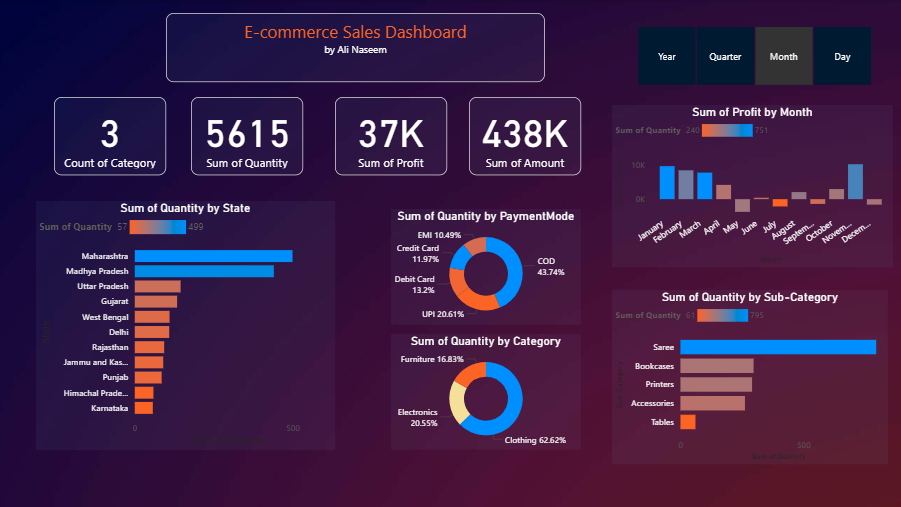 E-commerce Sales Dashboard
by Ali Naseem
Year
Quarter
Month
Day
3
Count of Category
5615
Sum of Quantity
37K
Sum of Profit
438K
Sum of Amount
Sum of Profit by Month
Sum of Quantity 240 751
10K
0K
January
February
March
April
May
June
July
August
Septem...
October
Novem...
Decem...
Sum of Quantity by State
Sum of Quantity 57 499
Maharashtra
Madhya Pradesh
Uttar Pradesh
Gujarat
West Bengal
Delhi
Rajasthan
Jammu and Kas...
Punjab
Himachal Prade...
Karnataka
0 500
Sum of Quantity by PaymentMode
EMI 10.49%
Credit Card
11.97%
Debit Card
13.2%
UPI 20.61%
COD
43.74%
Sum of Quantity by Category
Furniture 16.83%
Electronics
20.55%
Clothing 62.62%
Sum of Quantity by Sub-Category
Sum of Quantity 61 795
Saree
Bookcases
Printers
Accessories
Tables
0 500
Sum of Quantity